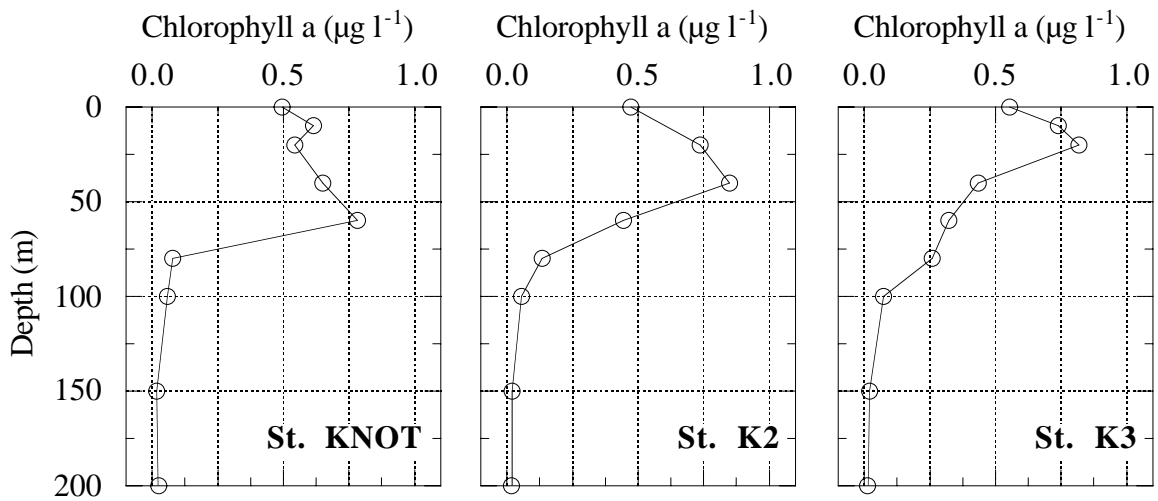 Chlorophyll a (µg l-1) Chlorophyll a (µg l-1) Chlorophyll a (µg l-1)
0.0 0.5 1.0 0.0 0.5 1.0 0.0 0.5 1.0
0
50
Depth (m)
100
150
St. KNOT St. K2 St. K3
200